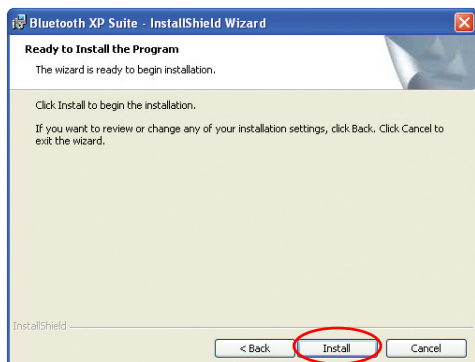 Bluetooth XP Suite - InstallShield Wizard
Ready to Install the Program
The wizard is ready to begin installation.
Click Install to begin the installation.
If you want to review or change any of your installation settings, click Back. Click Cancel to
exit the wizard.
InstallShield
< Back Install Cancel